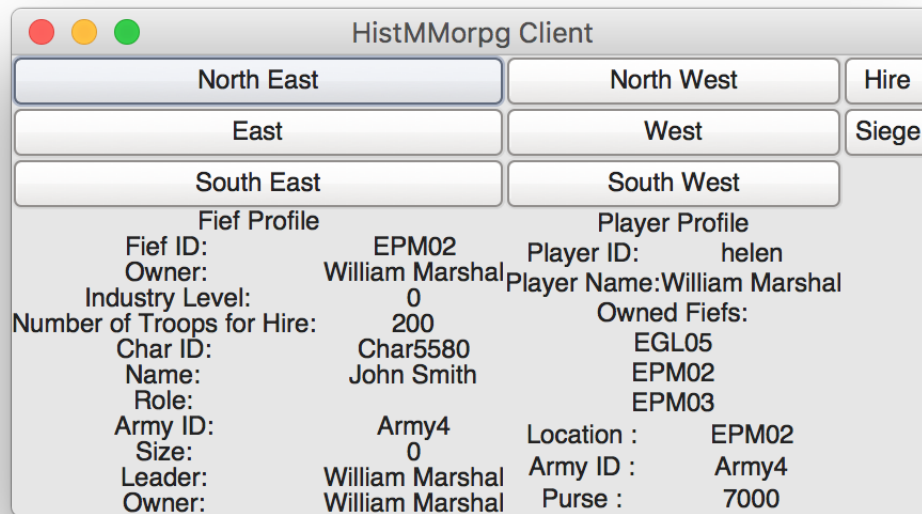 HistMMorpg Client
North East
North West
Hire
East
West
Siege
South East
South West
Fief Profile
Fief ID: EPM02
Owner: William Marshal
Industry Level: 0
Number of Troops for Hire: 200
Char ID: Char5580
Name: John Smith
Role:
Army ID: Army4
Size: 0
Leader: William Marshal
Owner: William Marshal
Player Profile
Player ID: helen
Player Name:William Marshal
Owned Fiefs:
EGL05
EPM02
EPM03
Location : EPM02
Army ID : Army4
Purse : 7000